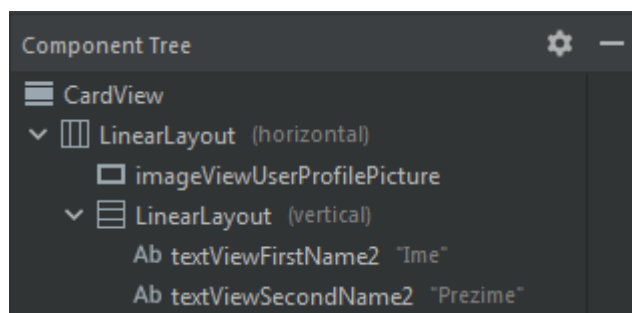 Component Tree
CardView
LinearLayout (horizontal)
imageViewUserProfilePicture
LinearLayout (vertical)
Ab textViewFirstName2 "Ime"
Ab textViewSecondName2 "Prezime"